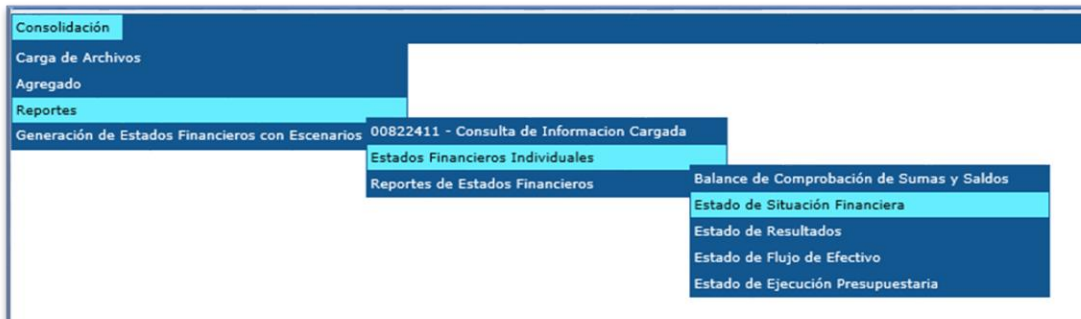 Consolidación
Carga de Archivos
Agregado
Reportes
Generación de Estados Financieros con Escenarios
00822411 - Consulta de Informacion Cargada
Estados Financieros Individuales
Reportes de Estados Financieros
Balance de Comprobación de Sumas y Saldos
Estado de Situación Financiera
Estado de Resultados
Estado de Flujo de Efectivo
Estado de Ejecución Presupuestaria